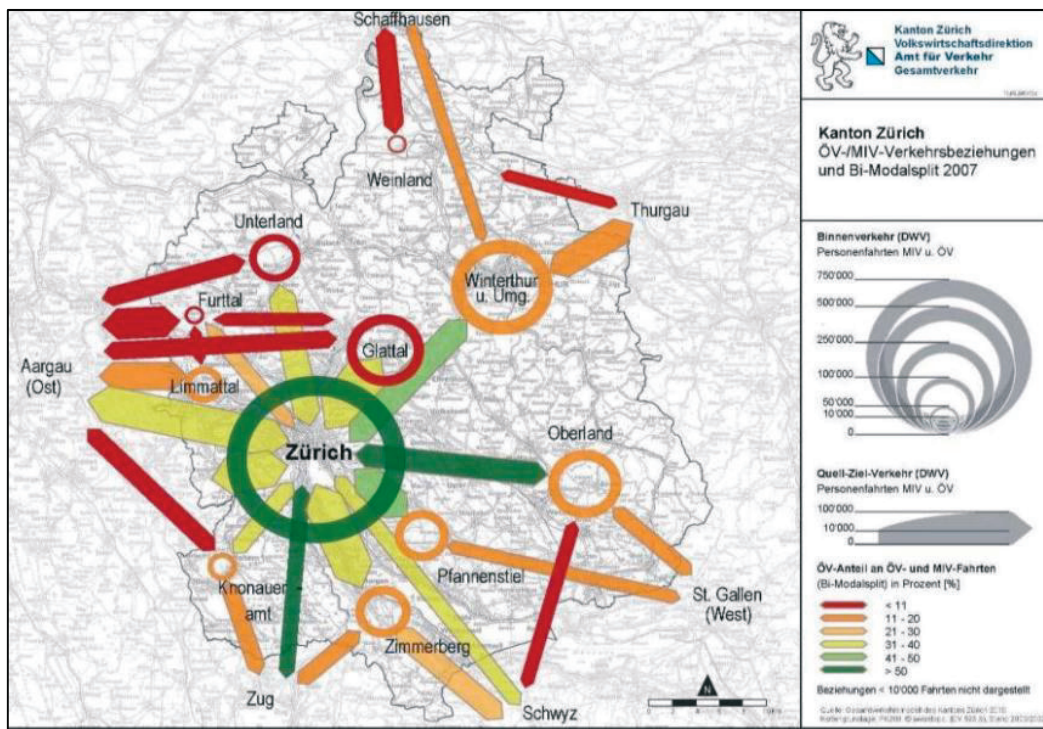 Schaffhausen
Weinland
Thurgau
Unterland
Winterthur
u. Umg.
Furttal
Glattal
Aargau
(Ost)
Limmattal
Zürich
Oberland
Pfannenstiel
Knonauer-
amt
St. Gallen
(West)
Zimmerberg
Zug
Schwyz
N
Kanton Zürich
Volkswirtschaftsdirektion
Amt für Verkehr
Gesamtverkehr
Kanton Zürich
ÖV-/MIV-Verkehrsbeziehungen
und Bi-Modalsplit 2007
Binnenverkehr (DWV)
Personenfahrten MIV u. ÖV
750'000
500'000
250'000
100'000
50'000
10'000
0
Quell-Ziel-Verkehr (DWV)
Personenfahrten MIV u. ÖV
100'000
10'000
0
ÖV-Anteil an ÖV- und MIV-Fahrten
(Bi-Modalsplit) in Prozent [%]
< 11
11 - 20
21 - 30
31 - 40
41 - 50
> 50
Beziehungen < 10'000 Fahrten nicht dargestellt
Quelle: Gesamtverkehrsmodell des Kantons Zürich